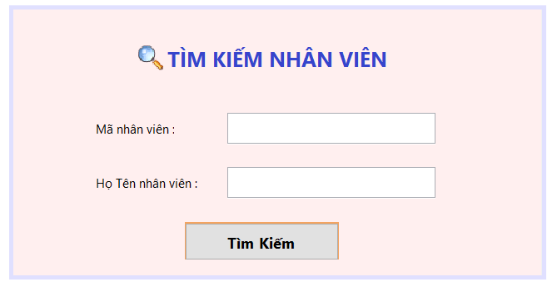 TÌM KIẾM NHÂN VIÊN
Mã nhân viên :
Họ Tên nhân viên :
Tìm Kiếm